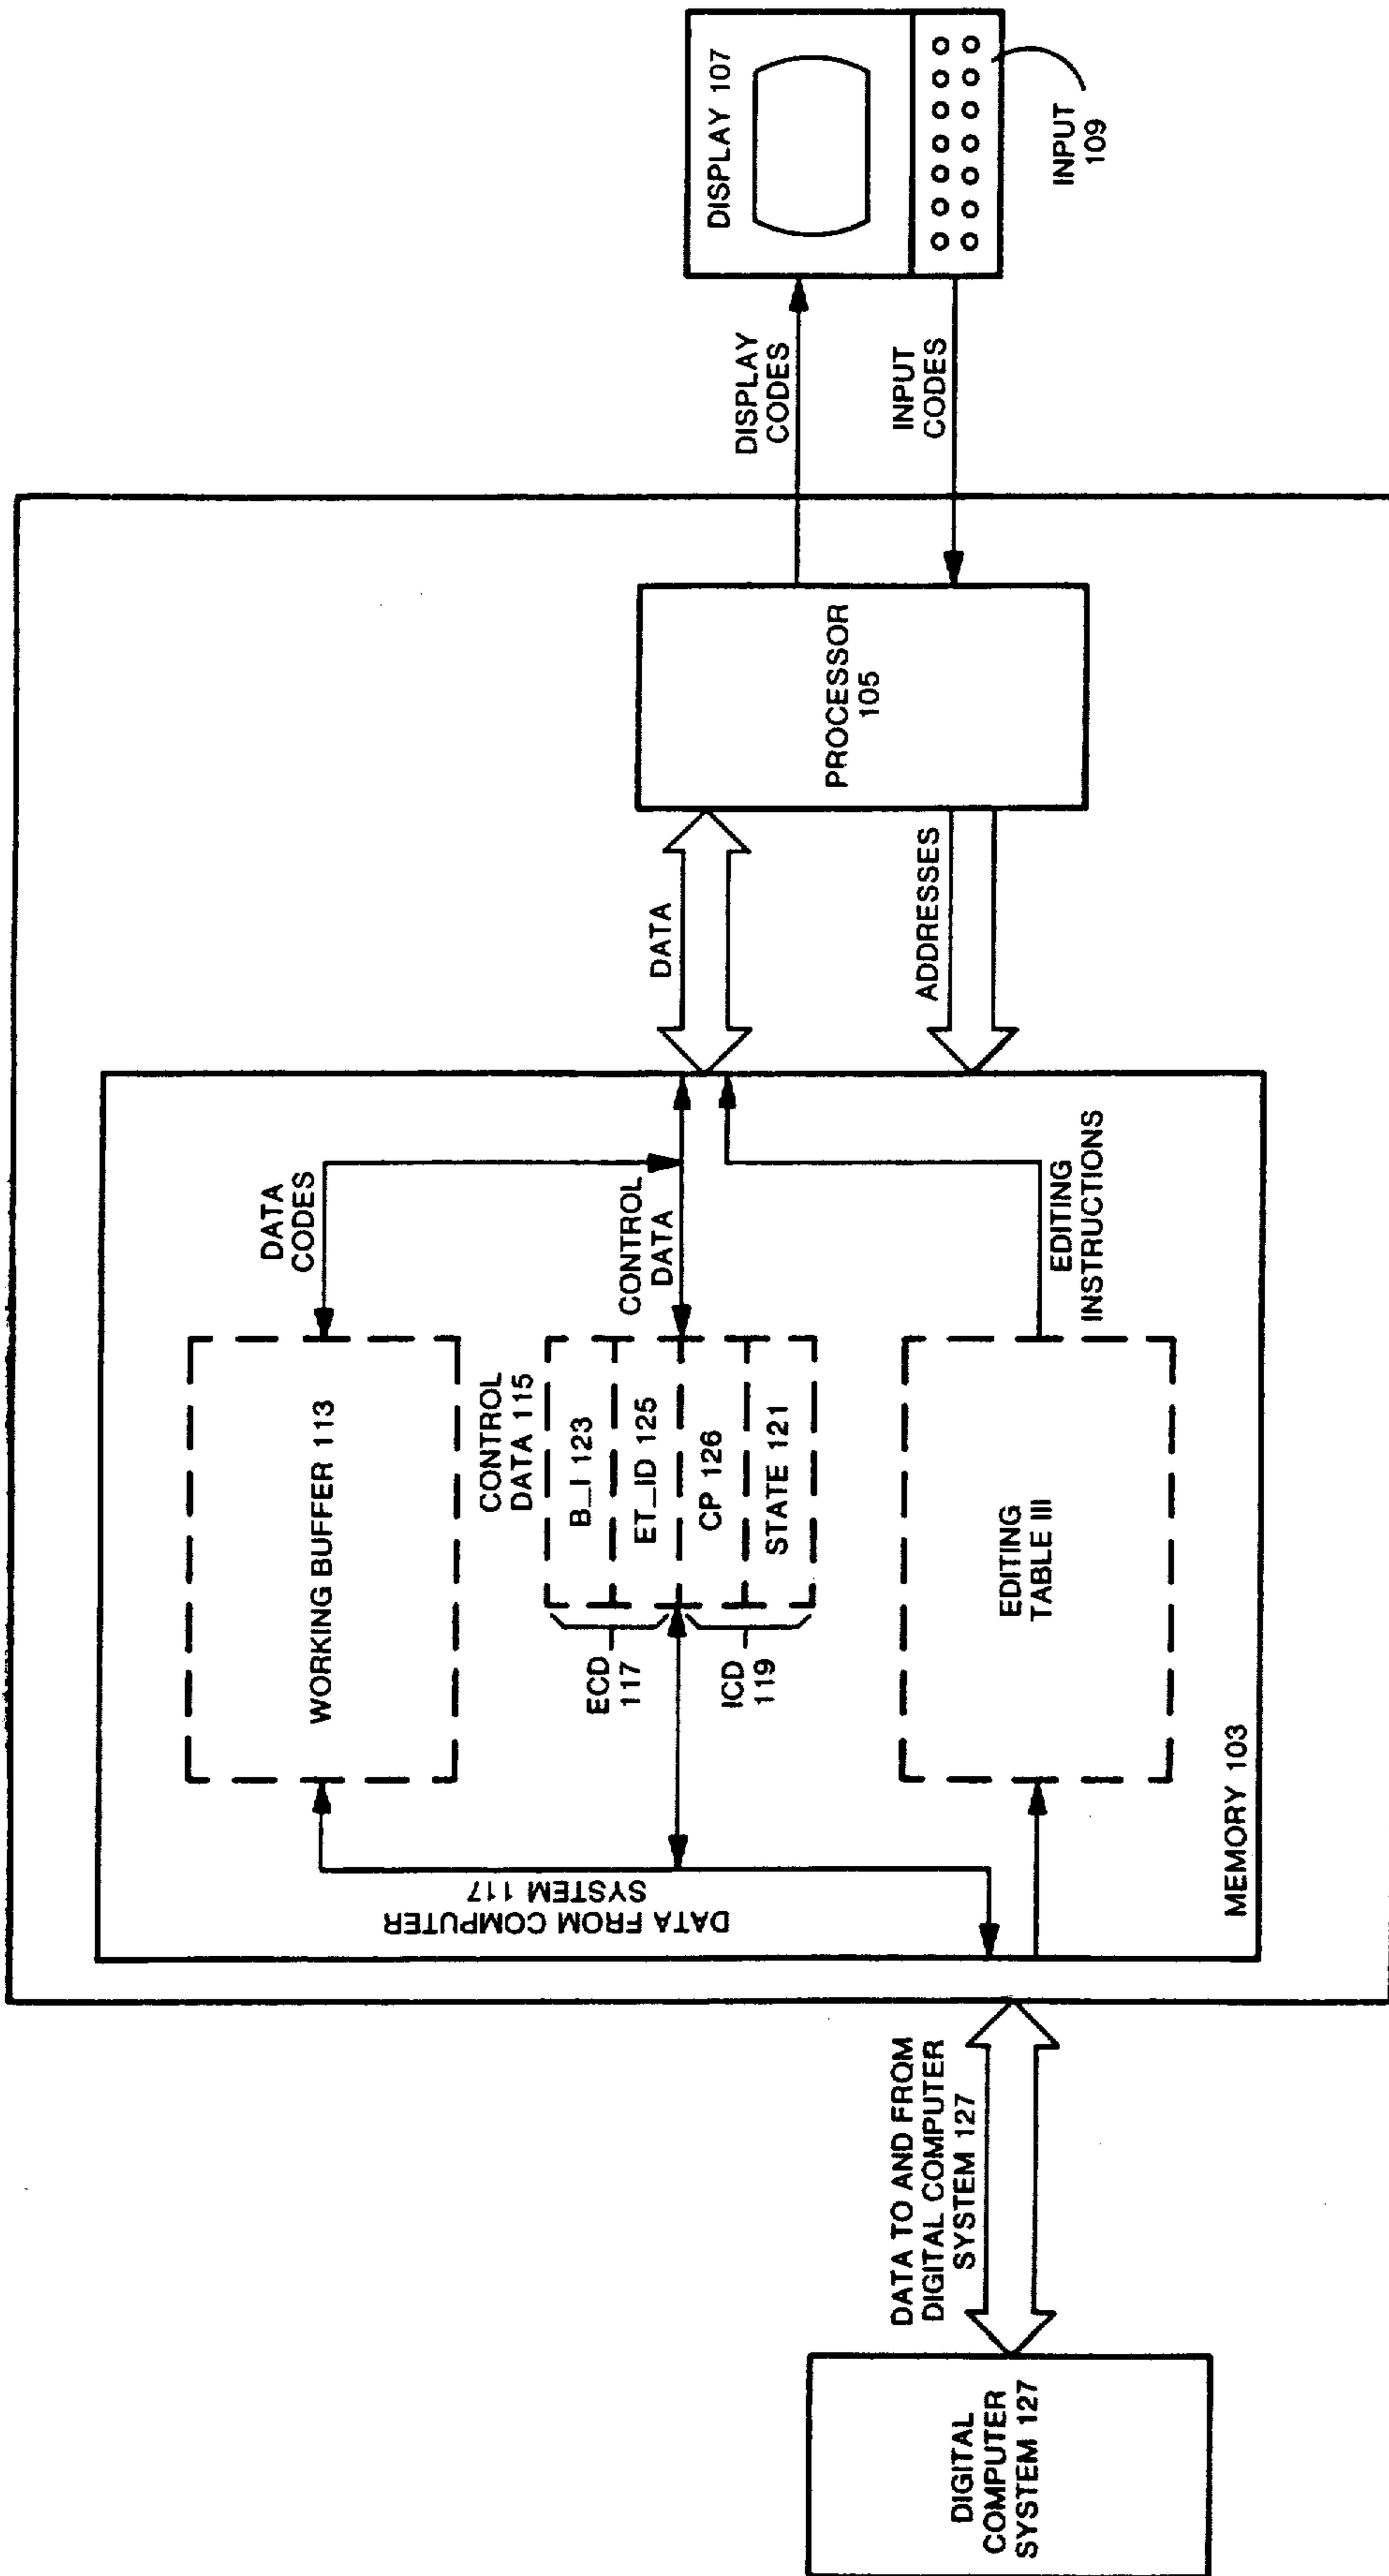 DIGITAL
COMPUTER
SYSTEM 127
DATA TO AND FROM
DIGITAL COMPUTER
SYSTEM 127
MEMORY 103
DATA FROM COMPUTER
SYSTEM 117
WORKING BUFFER 113
DATA
CODES
CONTROL
DATA 115
ECD
117
ICD
119
B_I 123
ET_ID 125
CP 126
STATE 121
CONTROL
DATA
EDITING
TABLE III
EDITING
INSTRUCTIONS
DATA
ADDRESSES
PROCESSOR
105
DISPLAY
CODES
INPUT
CODES
DISPLAY 107
INPUT
109